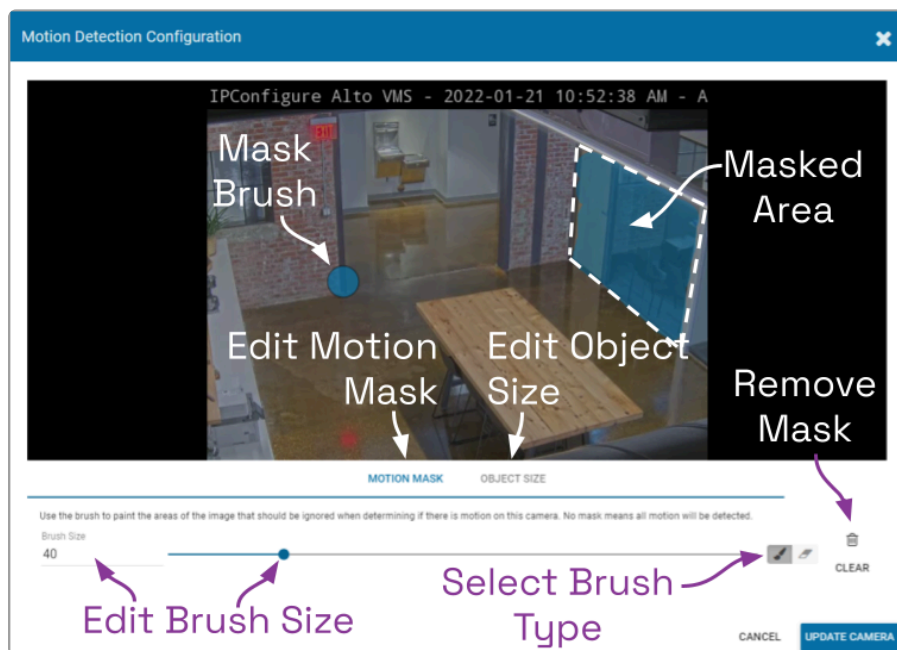 Motion Detection Configuration
IPConfigure Alto VMS - 2022-01-21 10:52:38 AM - A
EXIT
Mask
Brush
Masked
Area
Edit Motion
Mask
Edit Object
Size
Remove
Mask
MOTION MASK
OBJECT SIZE
Use the brush to paint the areas of the image that should be ignored when determining if there is motion on this camera. No mask means all motion will be detected.
Brush Size
40
CLEAR
Edit Brush Size
Select Brush
Type
CANCEL
UPDATE CAMERA